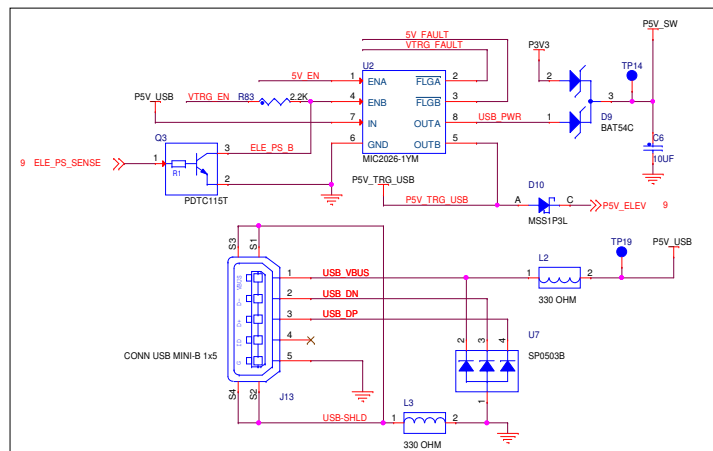 5V_FAULT
VTRG_FAULT
P5V_SW
U2
P3V3
TP14
5V_EN
1 ENA FLGA 2
VTRG_EN R83 2.2K
4 ENB FLGB 3
P5V_USB
7 IN OUTA 8 USB_PWR 1
2
3
D9
BAT54C
C6
10UF
Q3
6 GND OUTB 5
MIC2026-1YM
9 ELE_PS_SENSE 1 R1 3 ELE_PS_B
2
PDTC115T
P5V_TRG_USB
P5V_TRG_USB
D10
A C
MSS1P3L
P5V_ELEV 9
S3 S1
TP19
P5V_USB
L2
VBUS 1 USB_VBUS 1 2
330 OHM
D- 2 USB_DN
D+ 3 USB_DP
ID 4
G 5
2 3 4
U7
SP0503B
1
CONN USB MINI-B 1x5
S4 S2
J13
L3
USB-SHLD 1 2
330 OHM